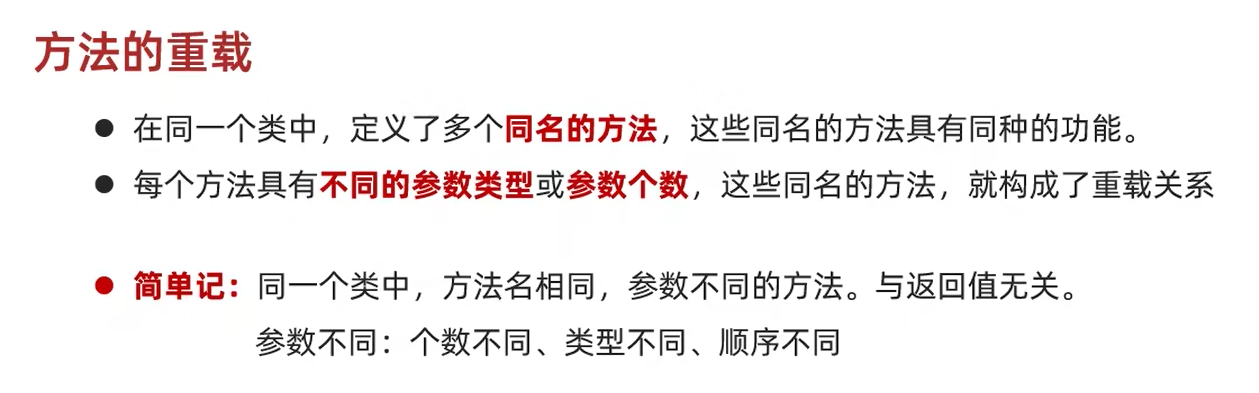 方法的重载
● 在同一个类中，定义了多个同名的方法，这些同名的方法具有同种的功能。
● 每个方法具有不同的参数类型或参数个数，这些同名的方法，就构成了重载关系
● 简单记：同一个类中，方法名相同，参数不同的方法。与返回值无关。
参数不同：个数不同、类型不同、顺序不同